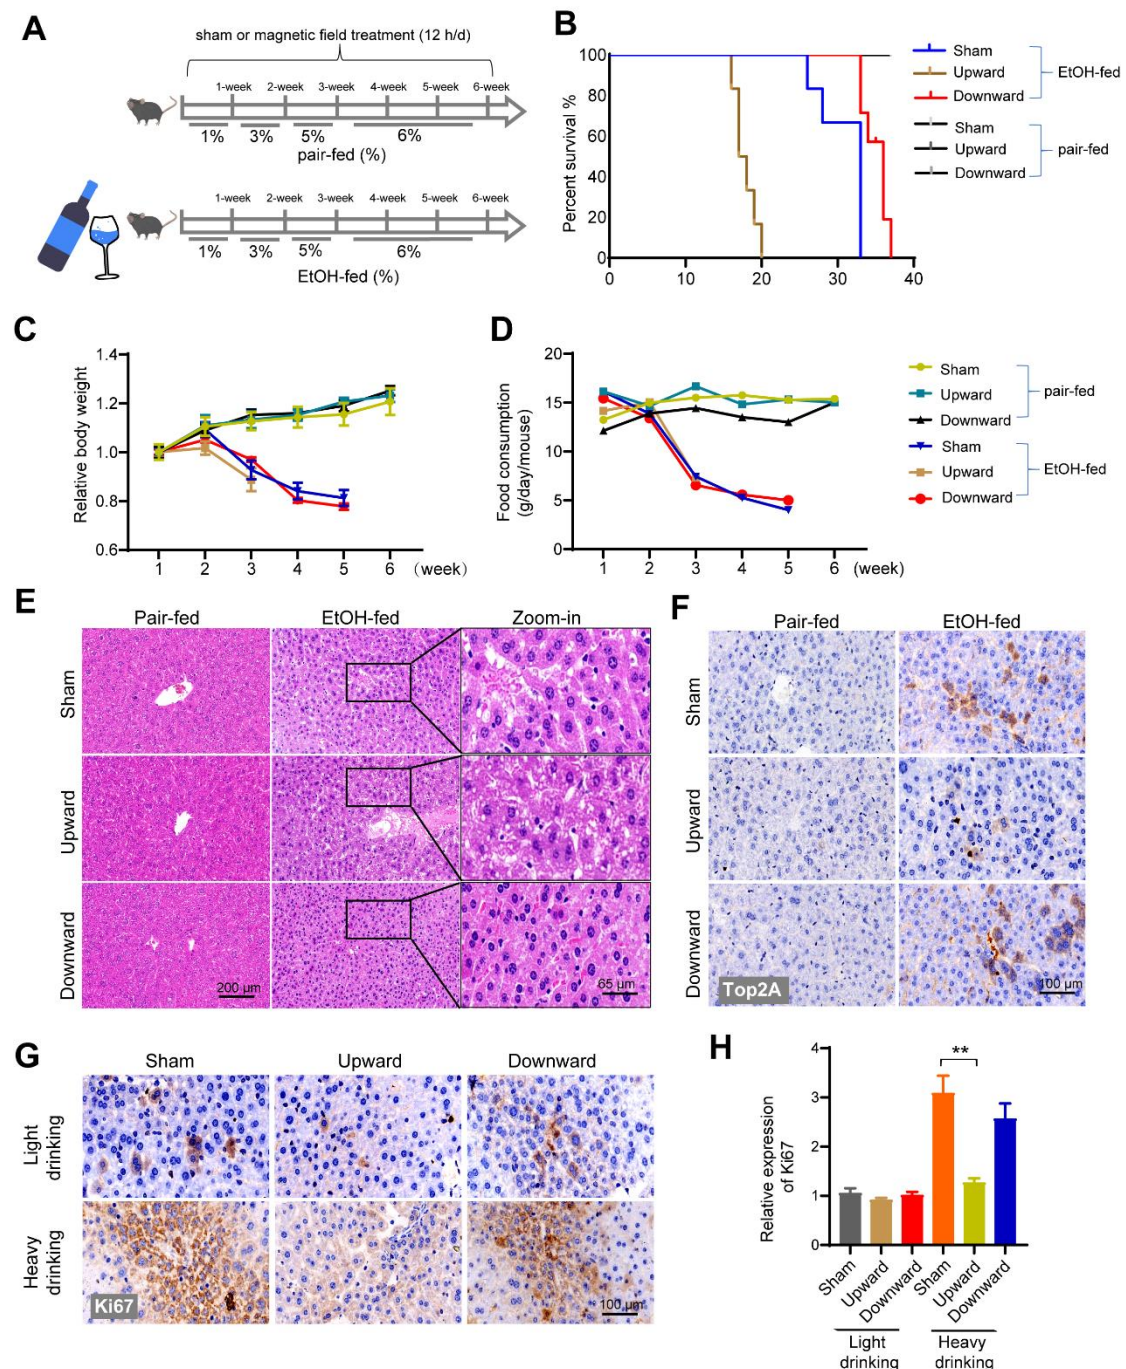 A
sham or magnetic field treatment (12 h/d)
1-week 2-week 3-week 4-week 5-week 6-week
1% 3% 5% 6%
pair-fed (%)
1-week 2-week 3-week 4-week 5-week 6-week
1% 3% 5% 6%
EtOH-fed (%)
B
Percent survival %
100
80
60
40
20
0
0 10 20 30 40
Sham
Upward
Downward
EtOH-fed
Sham
Upward
Downward
pair-fed
C
Relative body weight
1.4
1.2
1.0
0.8
0.6
1 2 3 4 5 6 (week)
D
Food consumption
(g/day/mouse)
20
15
10
5
0
1 2 3 4 5 6 (week)
Sham
Upward
Downward
pair-fed
Sham
Upward
Downward
EtOH-fed
E
Pair-fed EtOH-fed Zoom-in
Sham
Upward
Downward
200 μm
65 μm
F
Pair-fed EtOH-fed
Sham
Upward
Downward
Top2A
100 μm
G
Sham Upward Downward
Light
drinking
Heavy
drinking
Ki67
100 μm
H
Relative expression
of Ki67
4
3
2
1
0
**
Sham Upward Downward Sham Upward Downward
Light
drinking
Heavy
drinking